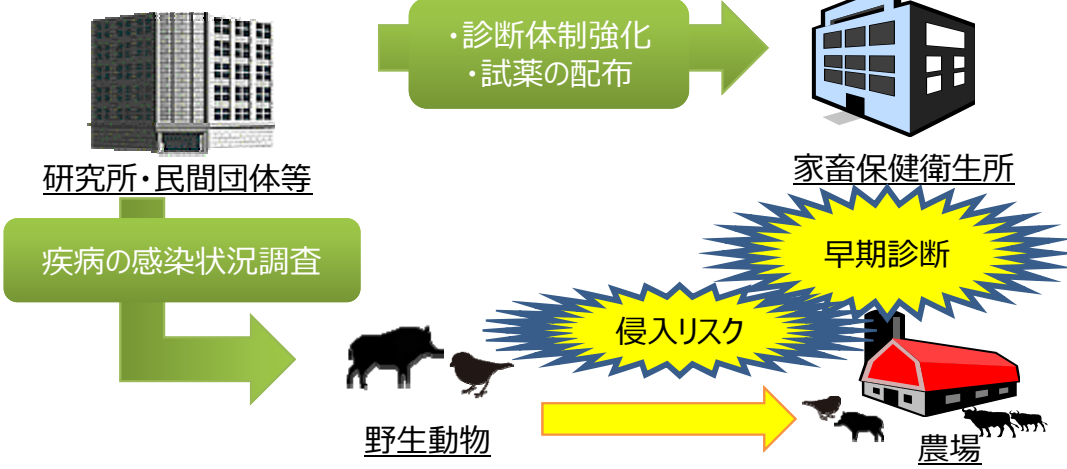 ・診断体制強化
・試薬の配布
研究所・民間団体等
家畜保健衛生所
疾病の感染状況調査
早期診断
侵入リスク
野生動物
農場